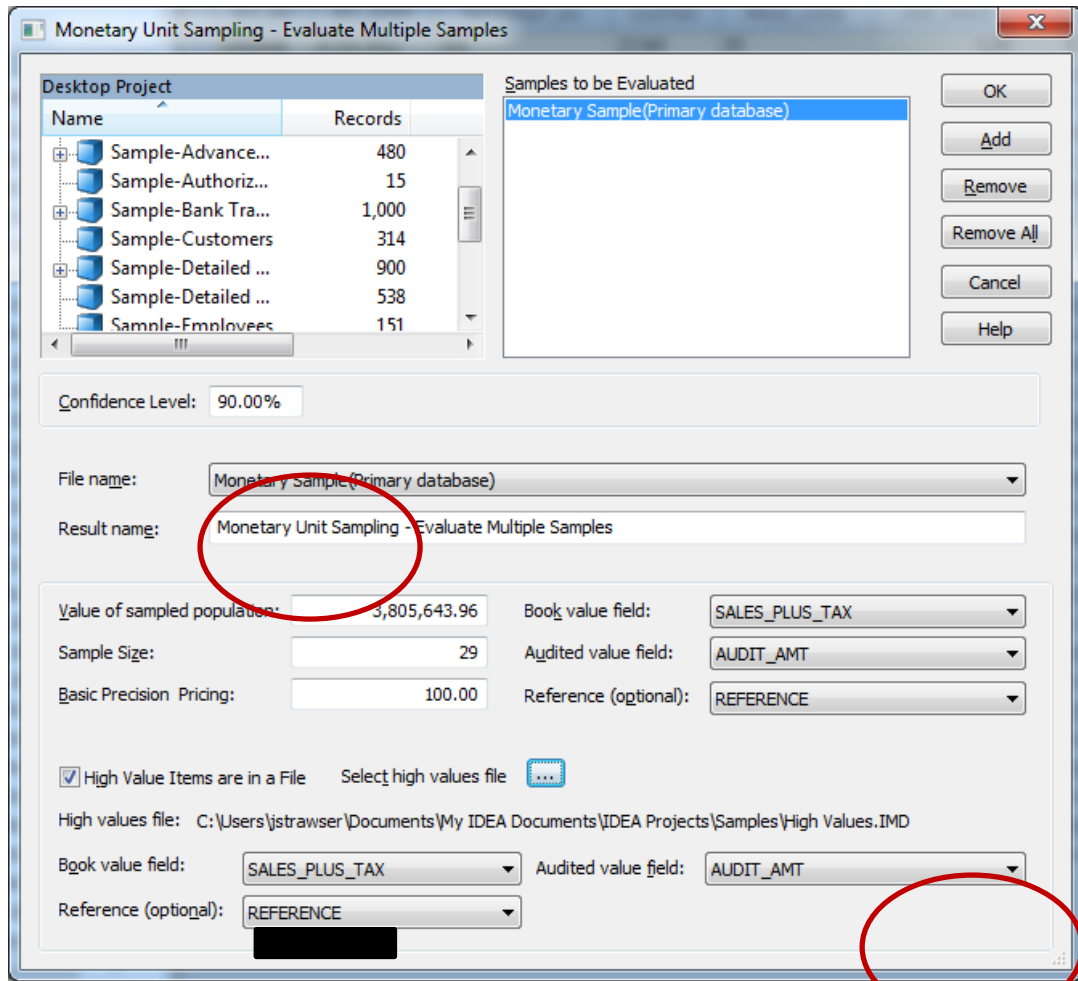 Monetary Unit Sampling - Evaluate Multiple Samples
Desktop Project
Name Records
Sample-Advance... 480
Sample-Authoriz... 15
Sample-Bank Tra... 1,000
Sample-Customers 314
Sample-Detailed ... 900
Sample-Detailed ... 538
Sample-Employees 151
Samples to be Evaluated
Monetary Sample(Primary database)
OK
Add
Remove
Remove All
Cancel
Help
Confidence Level: 90.00%
File name: Monetary Sample(Primary database)
Result name: Monetary Unit Sampling - Evaluate Multiple Samples
Value of sampled population: 3,805,643.96 Book value field: SALES_PLUS_TAX
Sample Size: 29 Audited value field: AUDIT_AMT
Basic Precision Pricing: 100.00 Reference (optional): REFERENCE
High Value Items are in a File Select high values file ...
High values file: C:\Users\jstrawser\Documents\My IDEA Documents\IDEA Projects\Samples\High Values.IMD
Book value field: SALES_PLUS_TAX Audited value field: AUDIT_AMT
Reference (optional): REFERENCE